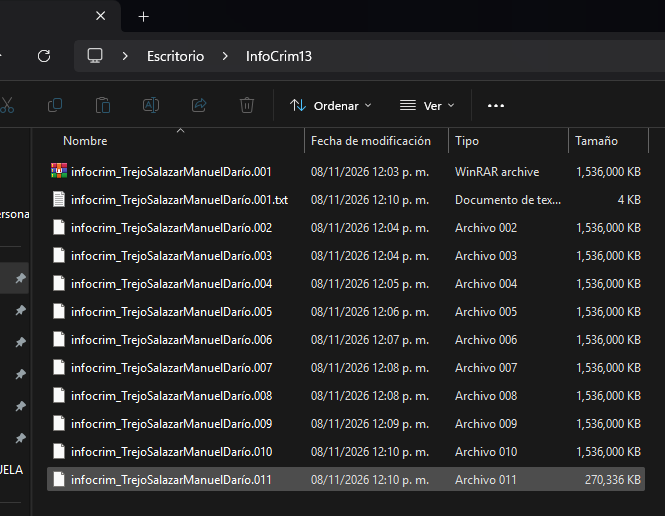 Escritorio > InfoCrim13
Ordenar Ver
Nombre Fecha de modificación Tipo Tamaño
infocrim_TrejoSalazarManuelDarío.001 08/11/2026 12:03 p. m. WinRAR archive 1,536,000 KB
infocrim_TrejoSalazarManuelDarío.001.txt 08/11/2026 12:10 p. m. Documento de tex... 4 KB
ersona
infocrim_TrejoSalazarManuelDarío.002 08/11/2026 12:04 p. m. Archivo 002 1,536,000 KB
infocrim_TrejoSalazarManuelDarío.003 08/11/2026 12:04 p. m. Archivo 003 1,536,000 KB
infocrim_TrejoSalazarManuelDarío.004 08/11/2026 12:05 p. m. Archivo 004 1,536,000 KB
infocrim_TrejoSalazarManuelDarío.005 08/11/2026 12:06 p. m. Archivo 005 1,536,000 KB
infocrim_TrejoSalazarManuelDarío.006 08/11/2026 12:07 p. m. Archivo 006 1,536,000 KB
infocrim_TrejoSalazarManuelDarío.007 08/11/2026 12:08 p. m. Archivo 007 1,536,000 KB
infocrim_TrejoSalazarManuelDarío.008 08/11/2026 12:08 p. m. Archivo 008 1,536,000 KB
infocrim_TrejoSalazarManuelDarío.009 08/11/2026 12:09 p. m. Archivo 009 1,536,000 KB
infocrim_TrejoSalazarManuelDarío.010 08/11/2026 12:10 p. m. Archivo 010 1,536,000 KB
UELA
infocrim_TrejoSalazarManuelDarío.011 08/11/2026 12:10 p. m. Archivo 011 270,336 KB